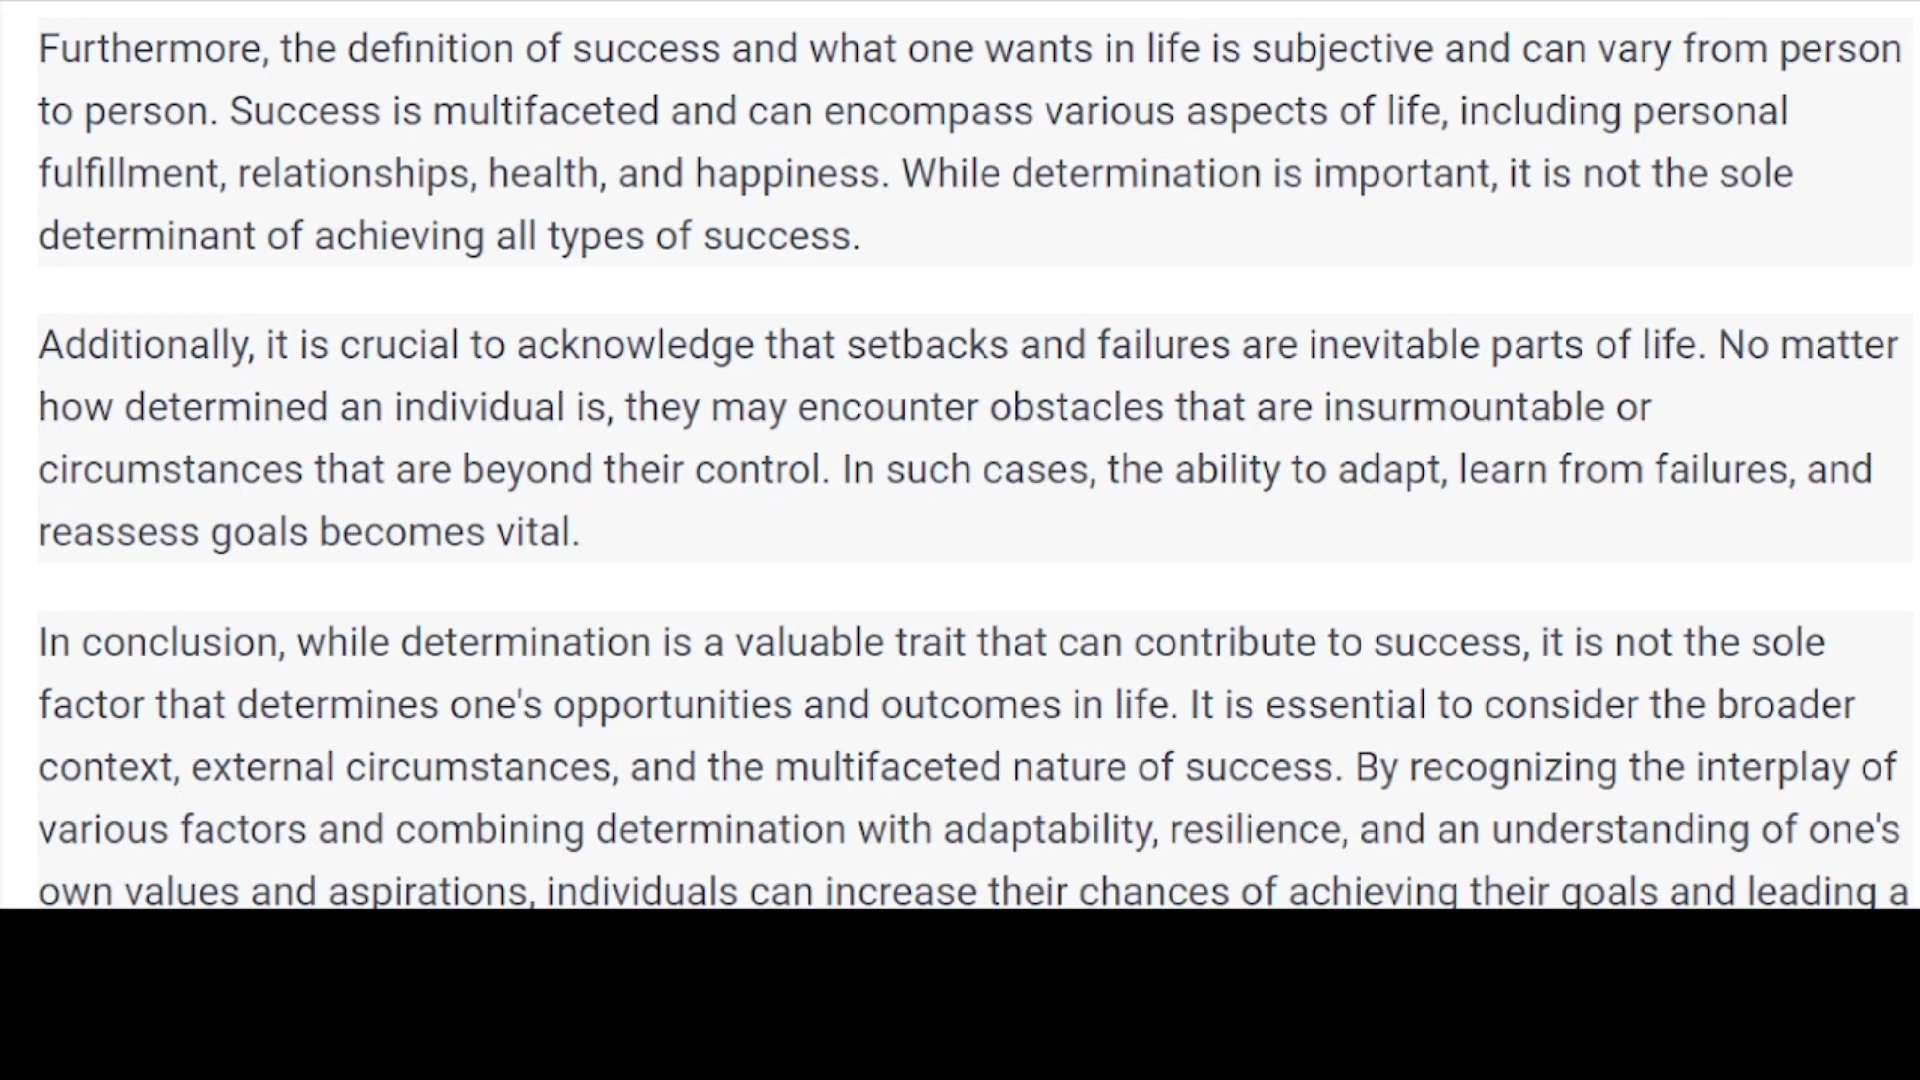 Furthermore, the definition of success and what one wants in life is subjective and can vary from person
to person. Success is multifaceted and can encompass various aspects of life, including personal
fulfillment, relationships, health, and happiness. While determination is important, it is not the sole
determinant of achieving all types of success.
Additionally, it is crucial to acknowledge that setbacks and failures are inevitable parts of life. No matter
how determined an individual is, they may encounter obstacles that are insurmountable or
circumstances that are beyond their control. In such cases, the ability to adapt, learn from failures, and
reassess goals becomes vital.
In conclusion, while determination is a valuable trait that can contribute to success, it is not the sole
factor that determines one's opportunities and outcomes in life. It is essential to consider the broader
context, external circumstances, and the multifaceted nature of success. By recognizing the interplay of
various factors and combining determination with adaptability, resilience, and an understanding of one's
own values and aspirations, individuals can increase their chances of achieving their goals and leading a